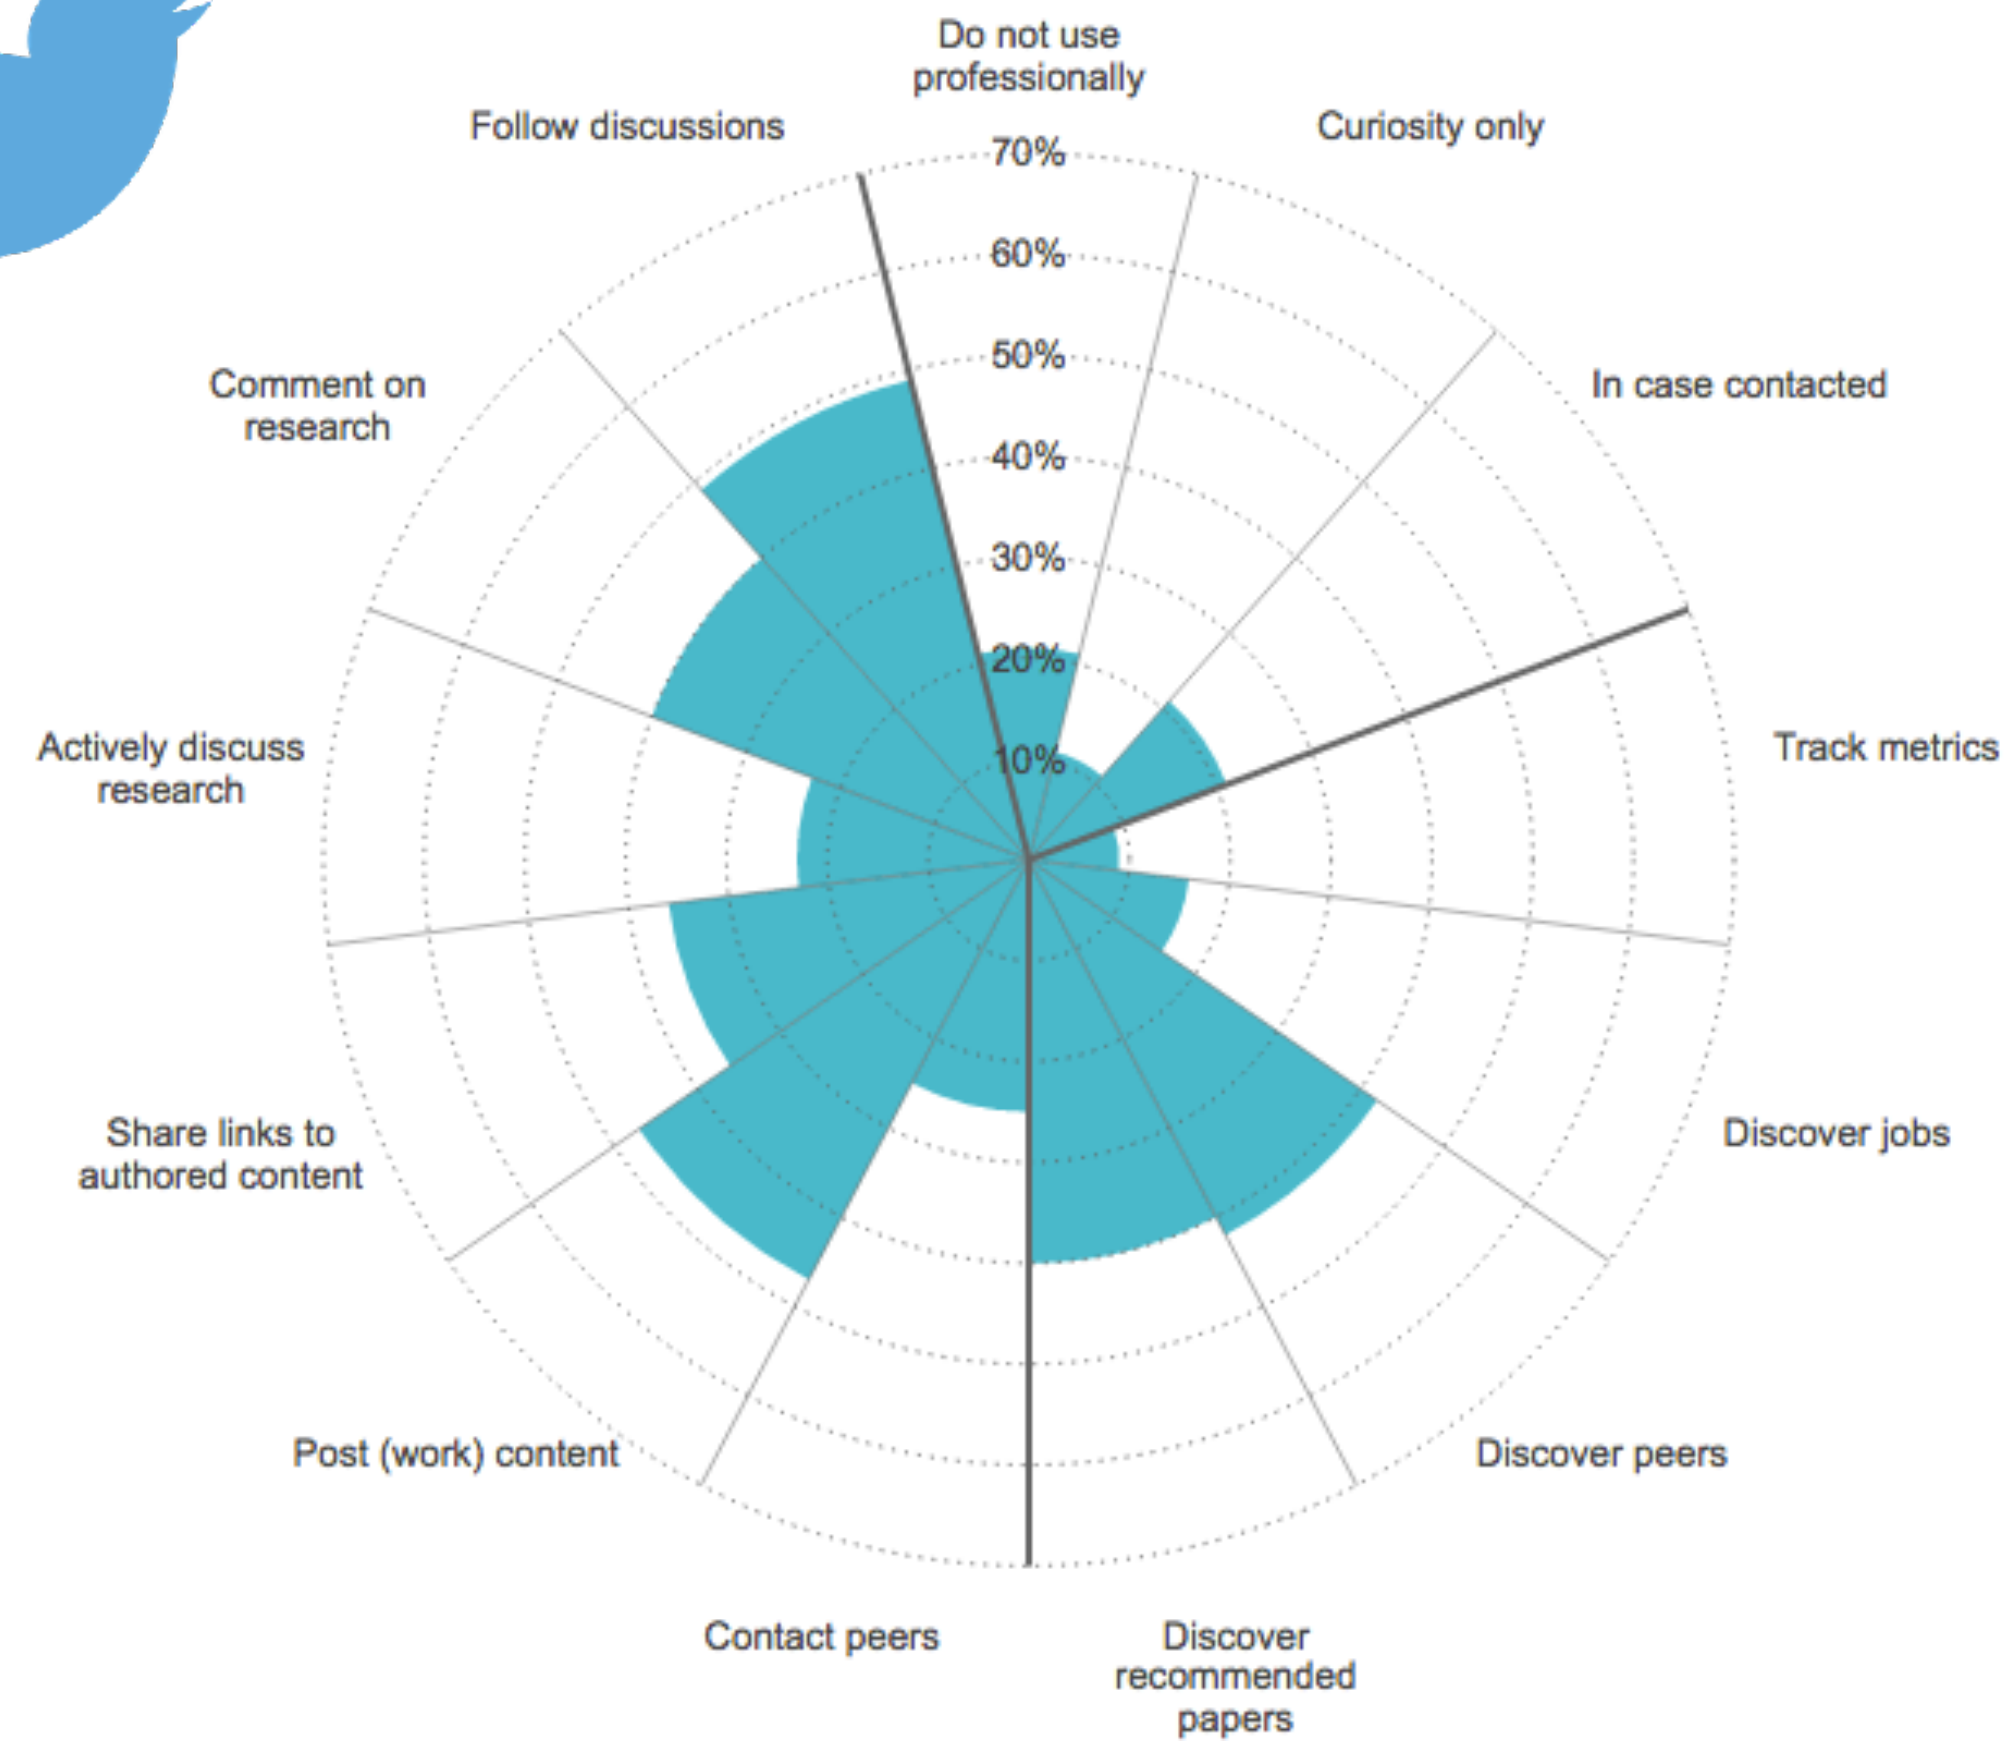 Do not use
professionally
Follow discussions
Curiosity only
70%
60%
50%
40%
30%
20%
10%
Comment on
research
In case contacted
Actively discuss
research
Track metrics
Share links to
authored content
Discover jobs
Post (work) content
Discover peers
Contact peers
Discover
recommended
papers